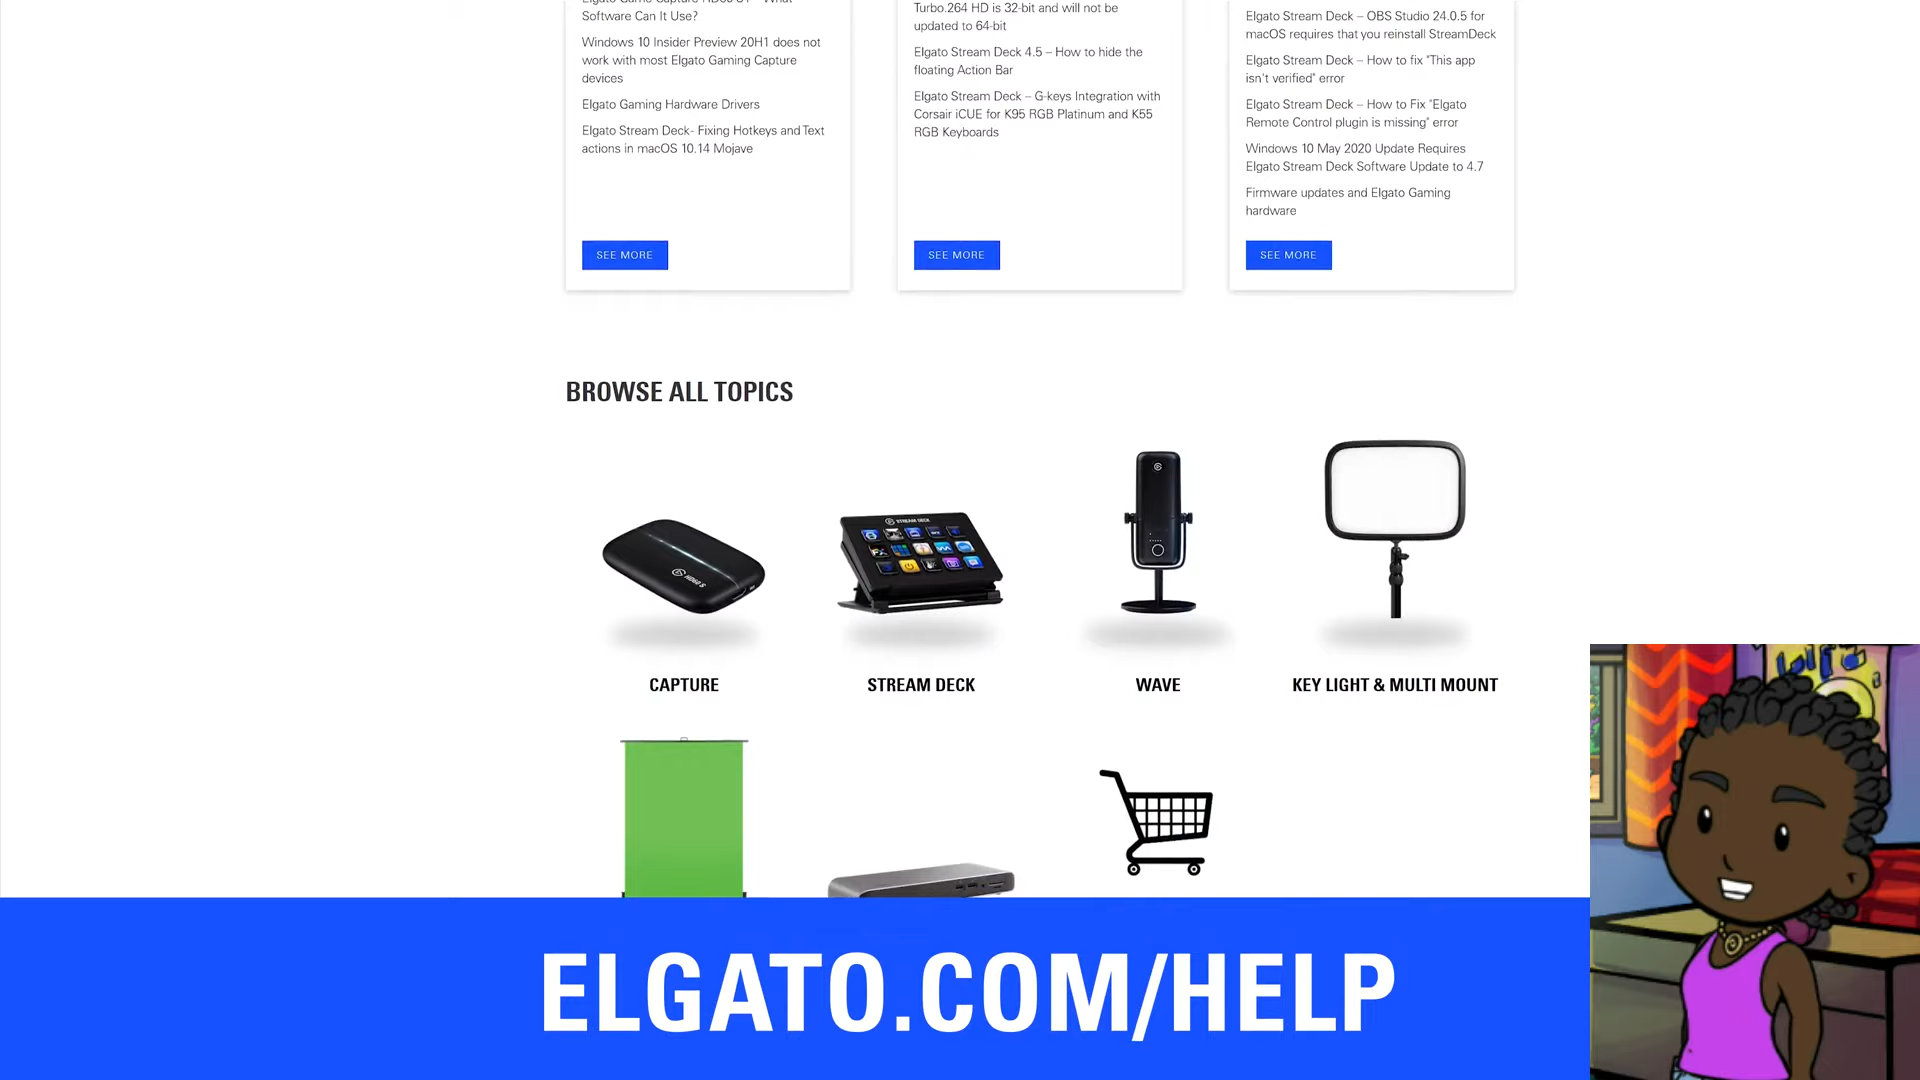 Software Can It Use?
Windows 10 Insider Preview 20H1 does not
work with most Elgato Gaming Capture
devices
Elgato Gaming Hardware Drivers
Elgato Stream Deck- Fixing Hotkeys and Text
actions in macOS 10.14 Mojave
SEE MORE
Turbo.264 HD is 32-bit and will not be
updated to 64-bit
Elgato Stream Deck 4.5 – How to hide the
floating Action Bar
Elgato Stream Deck – G-keys Integration with
Corsair iCUE for K95 RGB Platinum and K55
RGB Keyboards
SEE MORE
Elgato Stream Deck – OBS Studio 24.0.5 for
macOS requires that you reinstall StreamDeck
Elgato Stream Deck – How to fix "This app
isn't verified" error
Elgato Stream Deck – How to Fix "Elgato
Remote Control plugin is missing" error
Windows 10 May 2020 Update Requires
Elgato Stream Deck Software Update to 4.7
Firmware updates and Elgato Gaming
hardware
SEE MORE
BROWSE ALL TOPICS
HD60 S
STREAM DECK
CAPTURE
STREAM DECK
WAVE
KEY LIGHT & MULTI MOUNT
ELGATO.COM/HELP